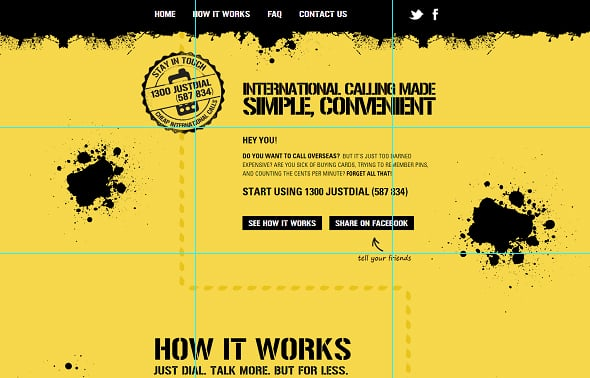 HOME HOW IT WORKS FAQ CONTACT US
STAY IN TOUCH
1300 JUSTDIAL
(587 834)
CHEAP INTERNATIONAL CALLS
INTERNATIONAL CALLING MADE
SIMPLE, CONVENIENT
HEY YOU!
DO YOU WANT TO CALL OVERSEAS? BUT IT'S JUST TOO DARNED
EXPENSIVE? ARE YOU SICK OF BUYING CARDS, TRYING TO REMEMBER PINS,
AND COUNTING THE CENTS PER MINUTE? FORGET ALL THAT!
START USING 1300 JUSTDIAL (587 834)
SEE HOW IT WORKS SHARE ON FACEBOOK
tell your friends
HOW IT WORKS
JUST DIAL. TALK MORE. BUT FOR LESS.